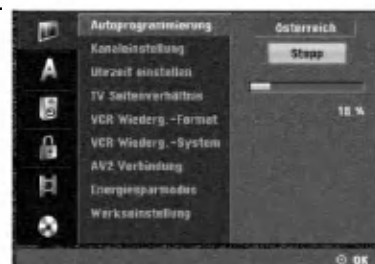 Autoprogrammierung
Kanaleinstellung
Uhrzeit einstellen
TV Seitenverhältnis
VCR Wiederg.-Format
VCR Wiederg.-System
AV2 Verbindung
Energiesparmodus
Werkseinstellung
Österreich
Stopp
18 %
A
OK